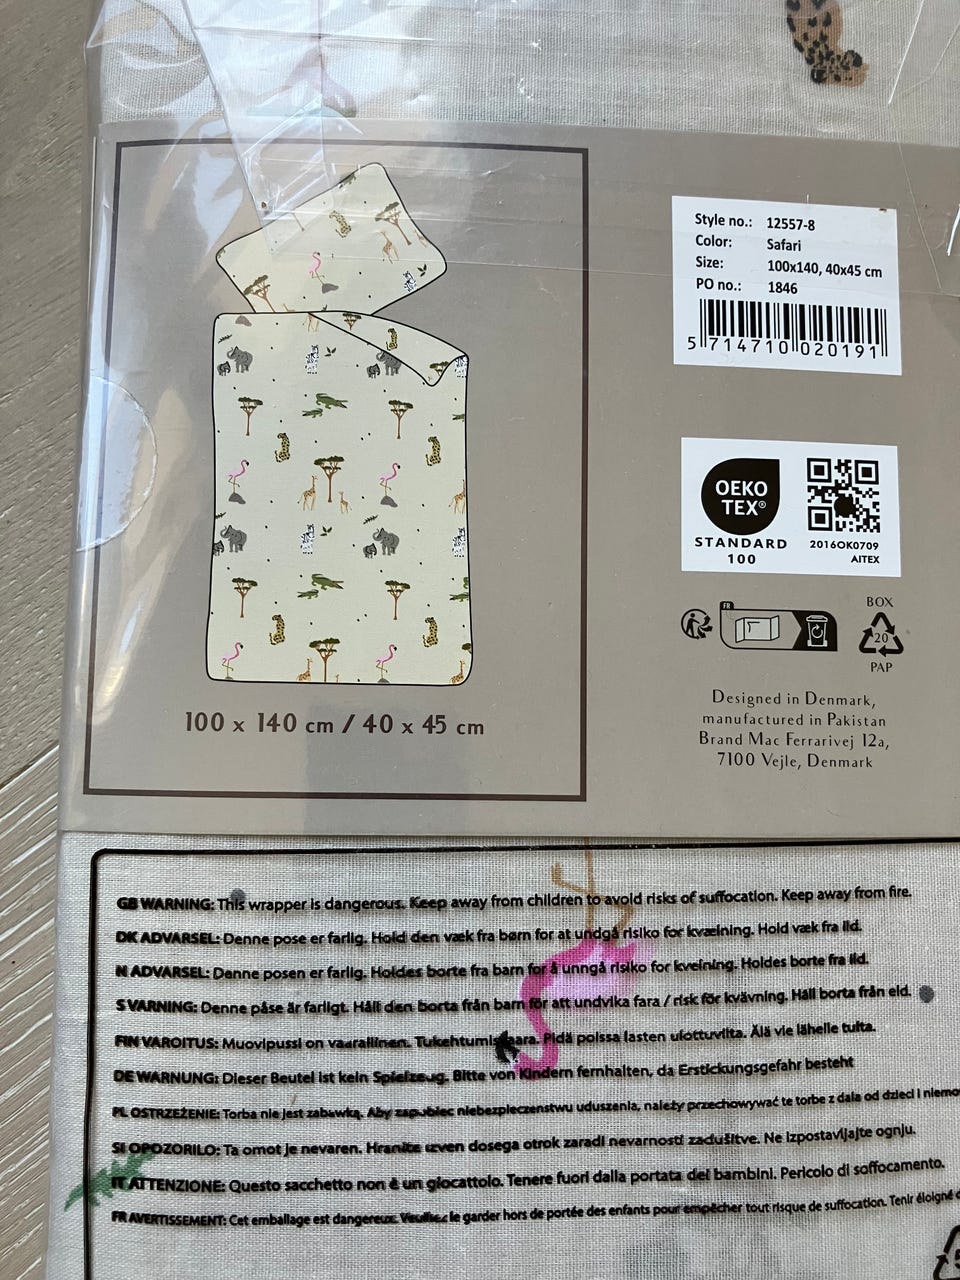 Style no.: 12557-8
Color: Safari
Size: 100x140, 40x45 cm
PO no.: 1846
5 714710 020191
OEKO
TEX®
STANDARD
100
2016OK0709
AITEX
FR
BOX
20
PAP
Designed in Denmark,
manufactured in Pakistan
Brand Mac Ferrarivej 12a,
7100 Vejle, Denmark
100 x 140 cm / 40 x 45 cm
GB WARNING: This wrapper is dangerous. Keep away from children to avoid risks of suffocation. Keep away from fire.
DK ADVARSEL: Denne pose er farlig. Hold den væk fra børn for at undgå risiko for kvælning. Hold væk fra ild.
N ADVARSEL: Denne posen er farlig. Holdes borte fra barn for å unngå risiko for kvelning. Holdes borte fra ild.
S VARNING: Denne påse är farligt. Håll den borta från barn för att undvika fara / risk för kvävning. Håll borta från eld.
FIN VAROITUS: Muovipussi on vaarallinen. Pidä poissa lasten ulottuvilta. Älä vie lähelle tulta.
DE WARNUNG: Dieser Beutel ist kein Spielzeug. Bitte von Kindern fernhalten, da Erstickungsgefahr besteht
PL OSTRZEŻENIE: Torba nie jest zabawką. Aby zapobiec niebezpieczenstwu uduszenia, należy przechowywać te torbe z dala od dzieci i
SI OPOZORILO: Ta omot je nevaren. Hranite izven dosega otrok zaradi nevarnosti zadušitve. Ne izpostavljajte ognju.
IT ATTENZIONE: Questo sacchetto non è un giocattolo. Tenere fuori dalla portata dei bambini. Pericolo di soffocamento.
FR AVERTISSEMENT: Cet emballage est dangereux. Veuillez le garder hors de portée des enfants pour empêcher tout risque de suffocation. Tenir éloigné